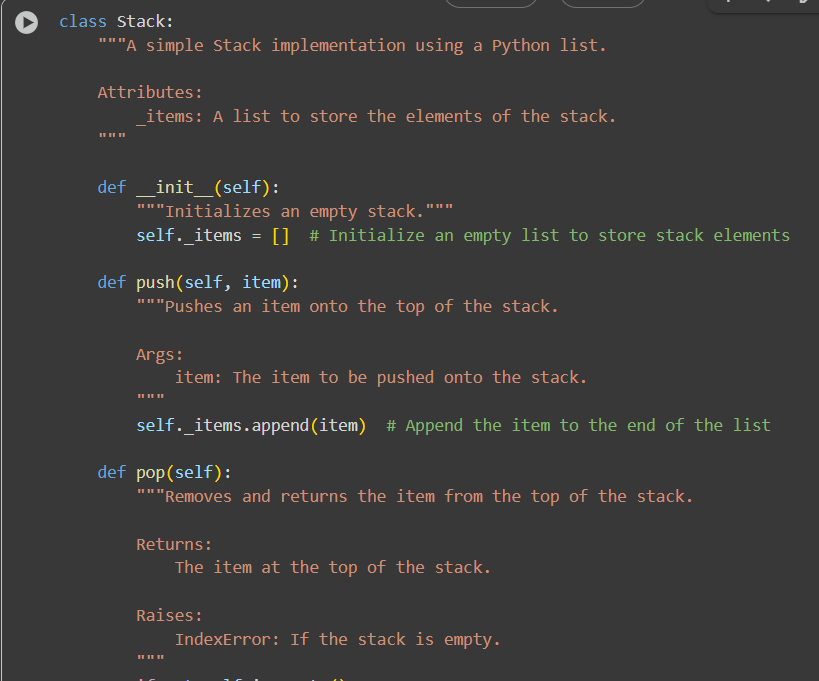 class Stack:
    """A simple Stack implementation using a Python list.

    Attributes:
        _items: A list to store the elements of the stack.
    """

    def __init__(self):
        """Initializes an empty stack."""
        self._items = []  # Initialize an empty list to store stack elements

    def push(self, item):
        """Pushes an item onto the top of the stack.

        Args:
            item: The item to be pushed onto the stack.
        """
        self._items.append(item)  # Append the item to the end of the list

    def pop(self):
        """Removes and returns the item from the top of the stack.

        Returns:
            The item at the top of the stack.

        Raises:
            IndexError: If the stack is empty.
        """